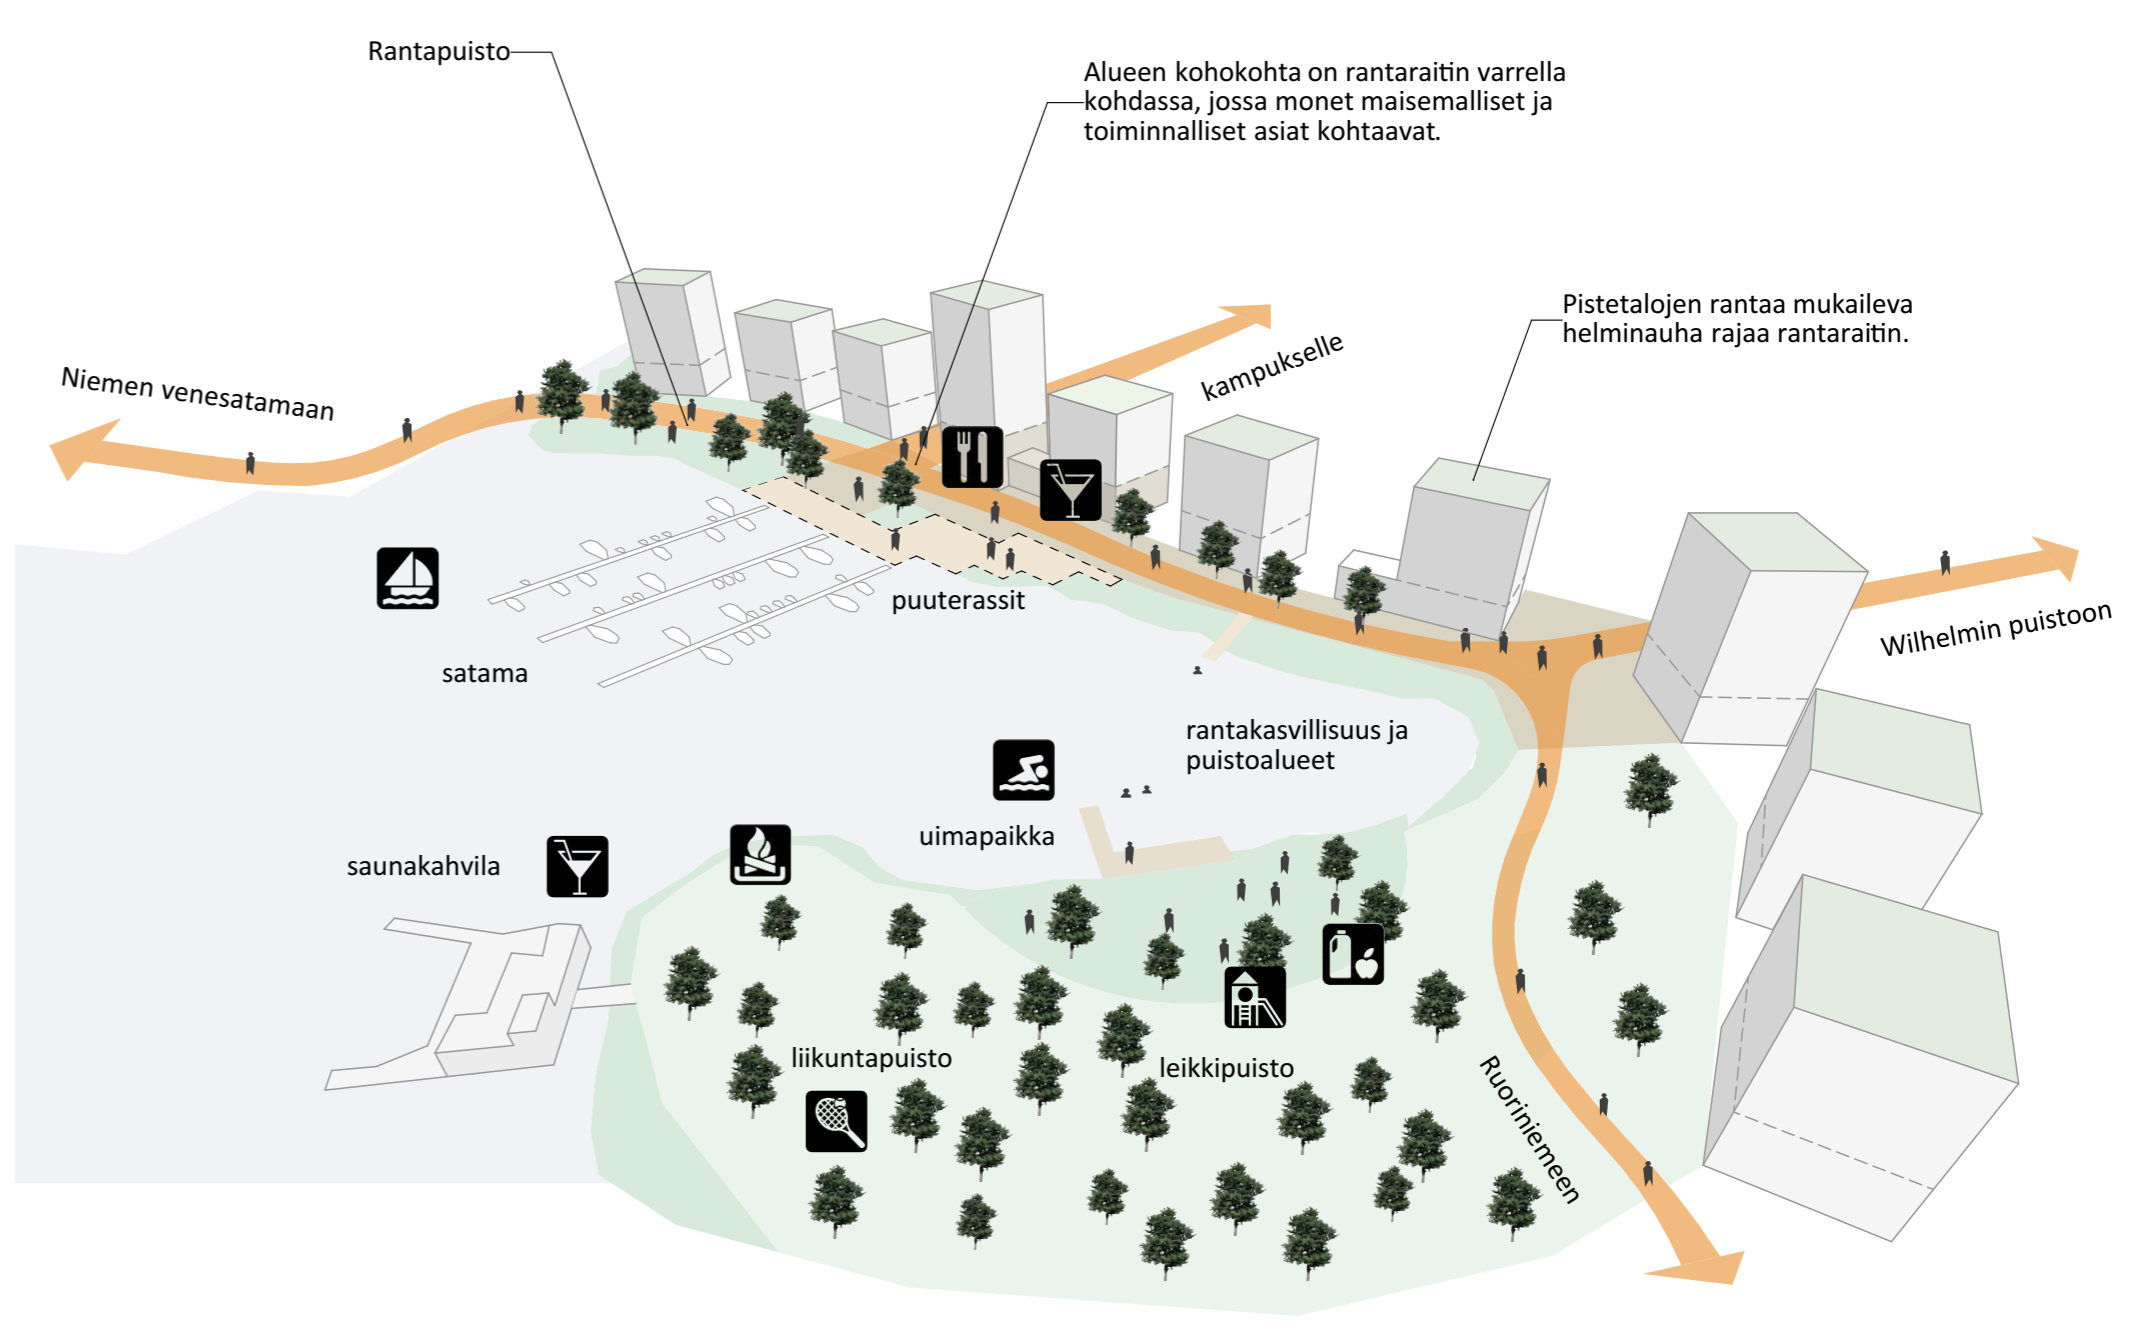 Rantapuisto
Alueen kohokohta on rantaraitin varrella
kohdassa, jossa monet maisemalliset ja
toiminnalliset asiat kohtaavat.
Pistetalojen rantaa mukaileva
helminauha rajaa rantaraitin.
Niemen venesatamaan
kampukselle
Wilhelmin puistoon
puuterassit
satama
rantakasvillisuus ja
puistoalueet
uimapaikka
saunakahvila
liikuntapuisto
leikkipuisto
Ruoriniemeen